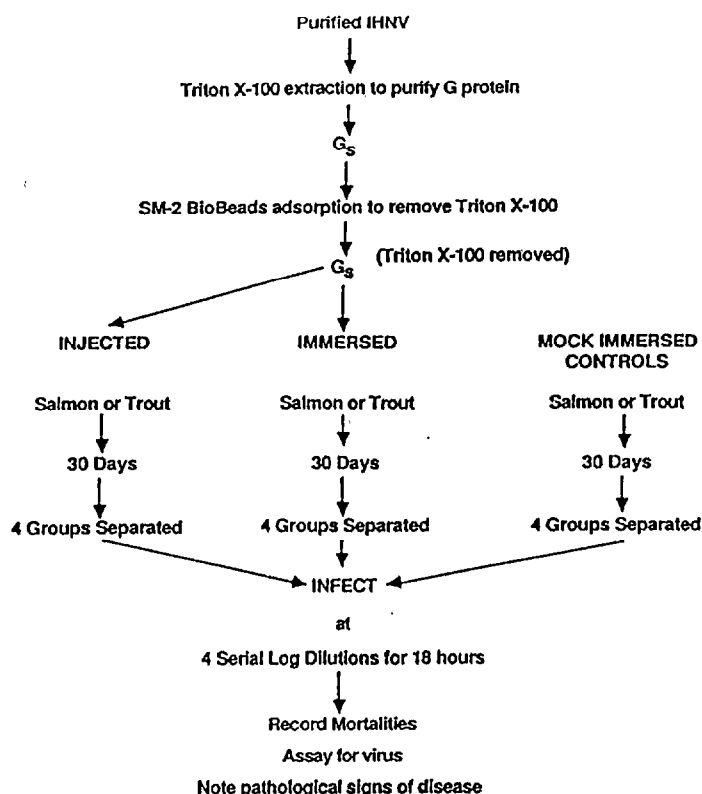 Purified IHNV
Triton X-100 extraction to purify G protein
Gs
SM-2 BioBeads adsorption to remove Triton X-100
Gs (Triton X-100 removed)
INJECTED
IMMERSED
MOCK IMMERSED
CONTROLS
Salmon or Trout
Salmon or Trout
Salmon or Trout
30 Days
30 Days
30 Days
4 Groups Separated
4 Groups Separated
4 Groups Separated
INFECT
at
4 Serial Log Dilutions for 18 hours
Record Mortalities
Assay for virus
Note pathological signs of disease